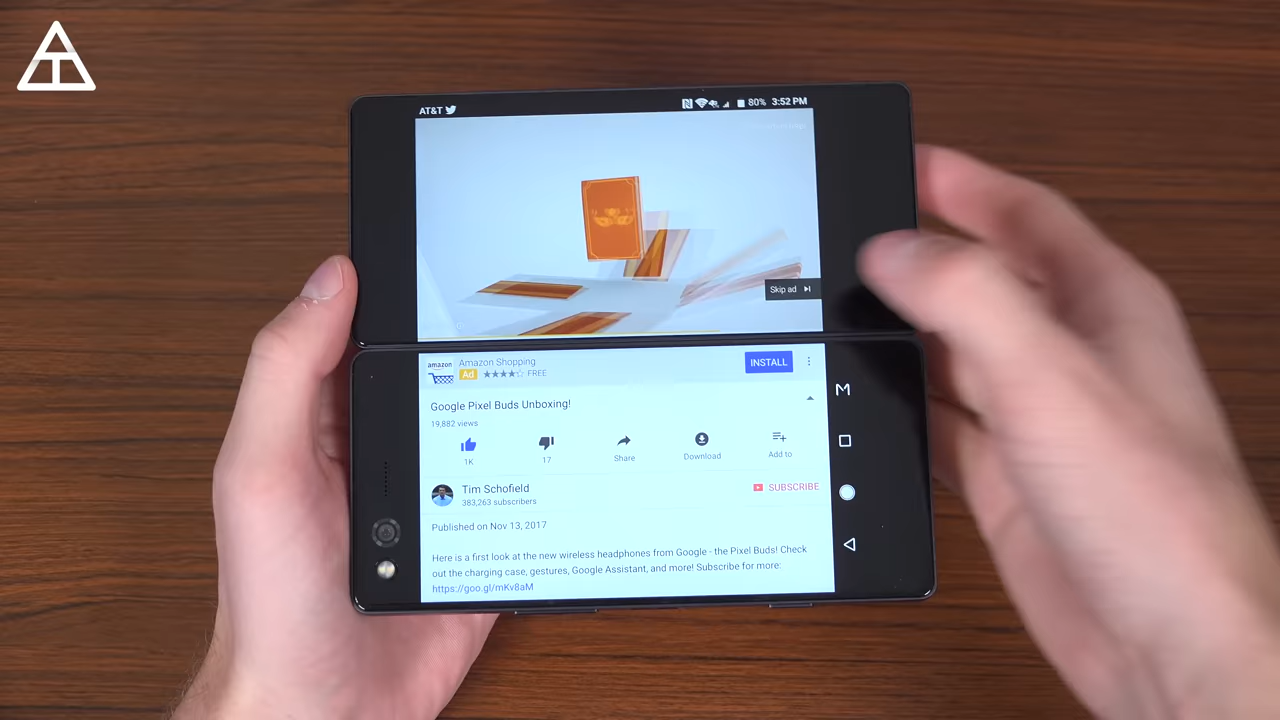 AT&T 80% 3:52 PM
Skip ad
amazon
Amazon Shopping
Ad FREE
INSTALL
Google Pixel Buds Unboxing!
19,882 views
1K
17
Share
Download
Add to
Tim Schofield
383,263 subscribers
SUBSCRIBE
Published on Nov 13, 2017
Here is a first look at the new wireless headphones from Google - the Pixel Buds! Check
out the charging case, gestures, Google Assistant, and more! Subscribe for more:
https://goo.gl/mKv8aM